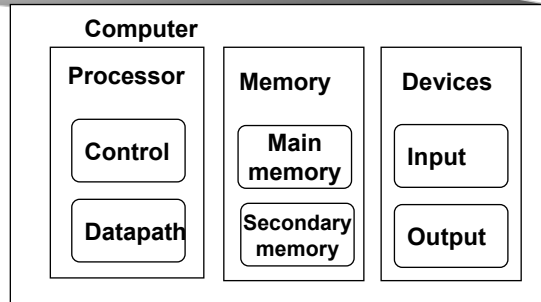 Computer
Processor
Control
Datapath
Memory
Main
memory
Secondary
memory
Devices
Input
Output